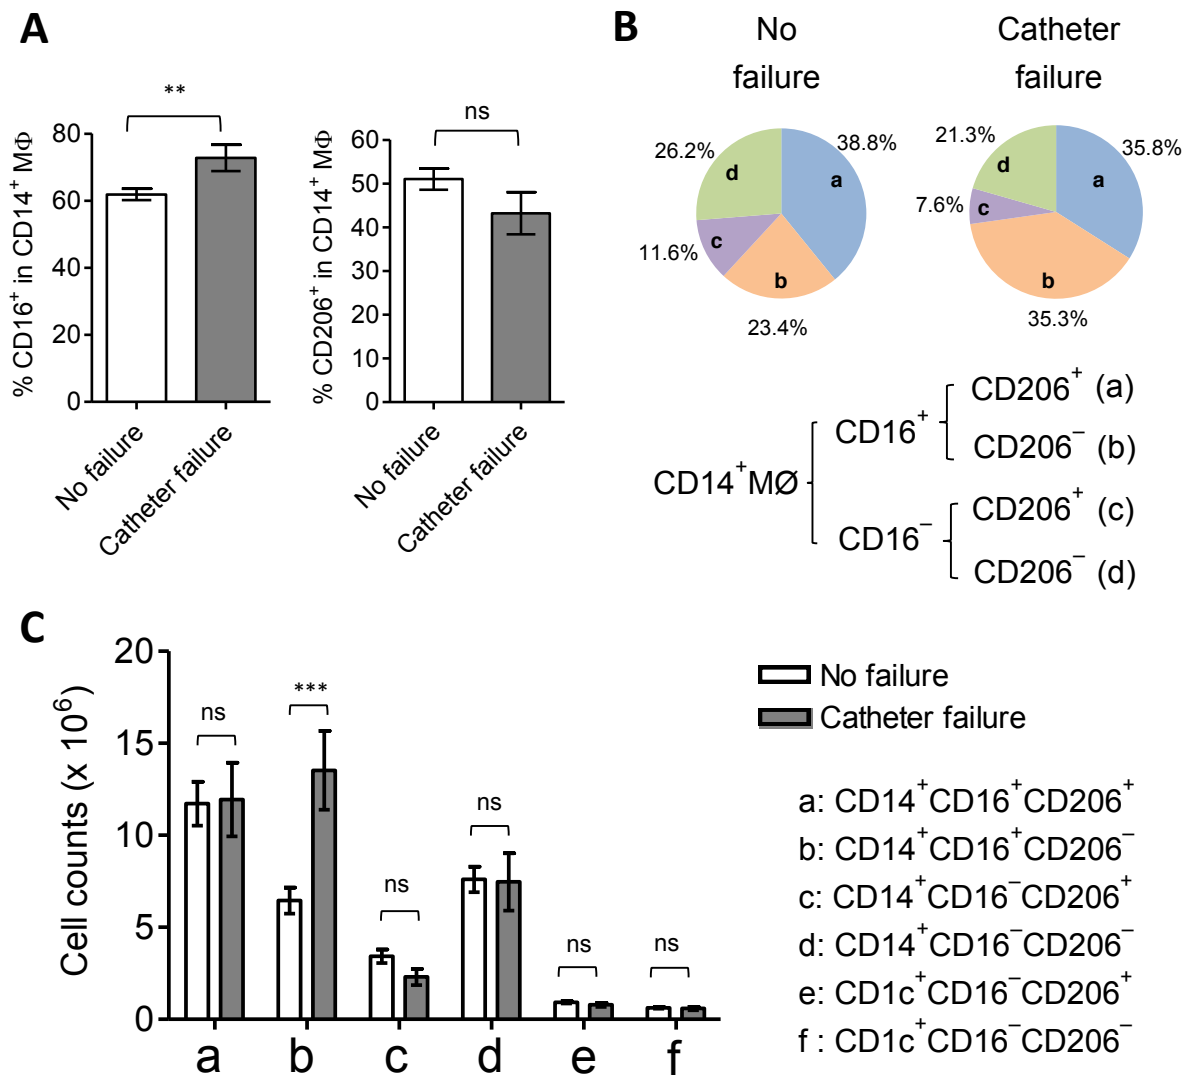 A
**
% CD16⁺ in CD14⁺ MΦ
80
60
40
20
0
No failure
Catheter failure
ns
% CD206⁺ in CD14⁺ MΦ
60
50
40
30
20
10
0
No failure
Catheter failure
B
No
failure
Catheter
failure
38.8%
26.2%
11.6%
23.4%
a
b
c
d
35.8%
21.3%
7.6%
35.3%
a
b
c
d
CD14⁺MØ
CD16⁺
CD206⁺ (a)
CD206⁻ (b)
CD16⁻
CD206⁺ (c)
CD206⁻ (d)
C
Cell counts (x 10⁶)
20
15
10
5
0
ns
***
ns
ns
ns
ns
a
b
c
d
e
f
No failure
Catheter failure
a: CD14⁺CD16⁺CD206⁺
b: CD14⁺CD16⁺CD206⁻
c: CD14⁺CD16⁻CD206⁺
d: CD14⁺CD16⁻CD206⁻
e: CD1c⁺CD16⁻CD206⁺
f : CD1c⁺CD16⁻CD206⁻